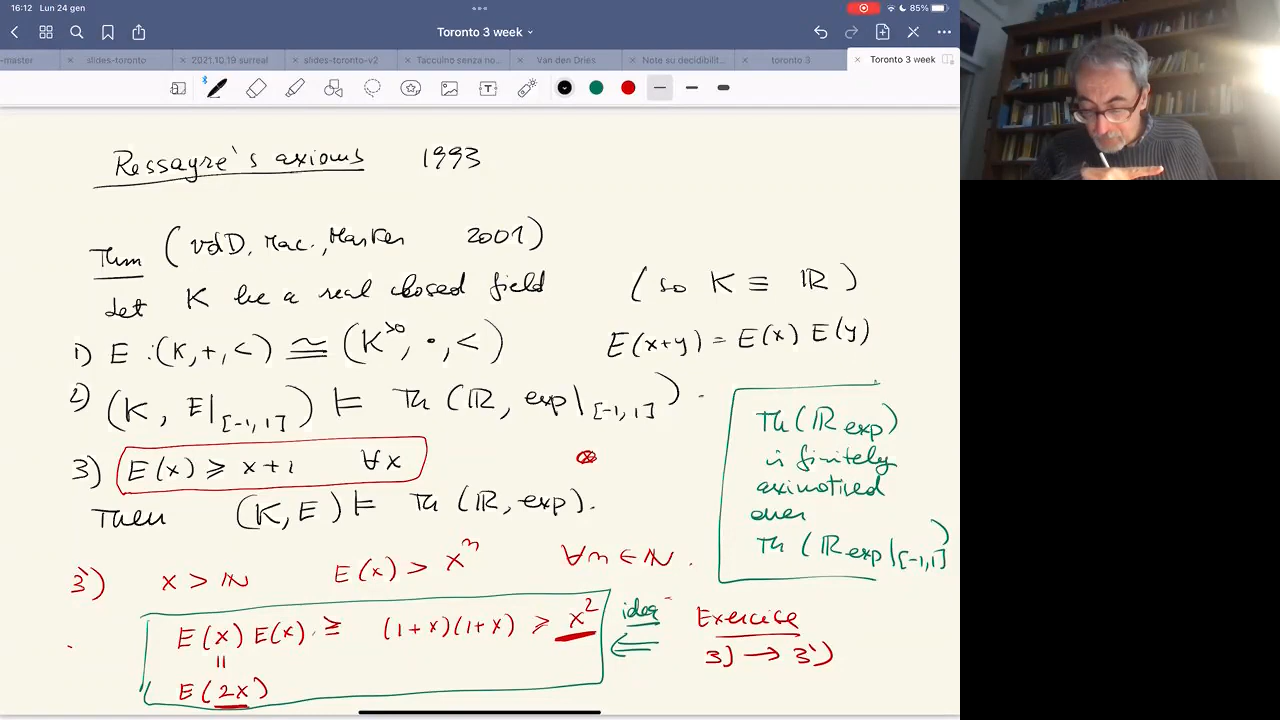 16:12 Lun 24 gen
85%
Toronto 3 week
-master
slides-toronto
2021.10.19 surreal
slides-toronto-v2
Taccuino senza no...
Van den Dries
Note su decidibilit...
toronto 3
Toronto 3 week
Ressayre's axioms 1993
Thm (vdD, Mac., Marker 2001)
Let K be a real closed field (so K ≡ ℝ)
1) E : (K, +, <) ≅ (K^{>0}, ·, <) E(x+y) = E(x) E(y)
2) (K, E|_{[-1,1]}) ⊨ Th (ℝ, exp|_{[-1,1]}).
3) E(x) ≥ x+1 ∀x
Then (K, E) ⊨ Th (ℝ, exp).
Th(ℝ_exp)
is finitely
axiomatised
over
Th (ℝ_exp|[-1,1])
3') x > ℕ E(x) > x^n ∀n ∈ ℕ.
E(x) E(x) ≥ (1+x)(1+x) > x²
=
E(2x)
idea
⇐
Exercise
3) → 3')